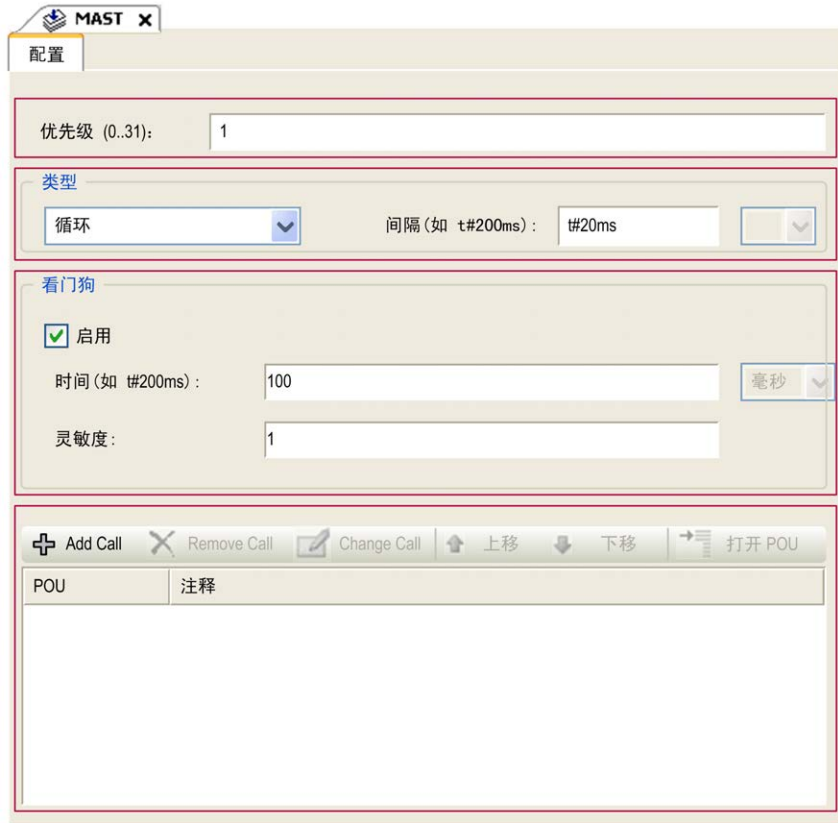 MAST
配置
优先级 (0..31): 1
类型
循环 间隔(如 t#200ms): t#20ms
看门狗
启用
时间(如 t#200ms): 100 毫秒
灵敏度: 1
Add Call Remove Call Change Call 上移 下移 打开 POU
POU 注释